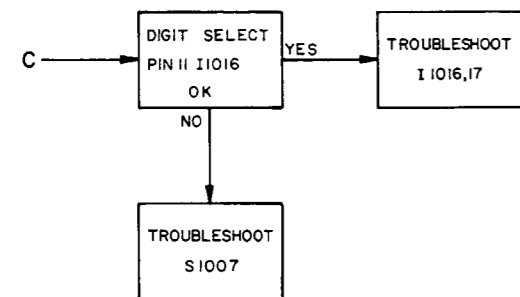 C
DIGIT SELECT
PIN 11 I1016
OK
YES
TROUBLESHOOT
I 1016,17
NO
TROUBLESHOOT
S1007